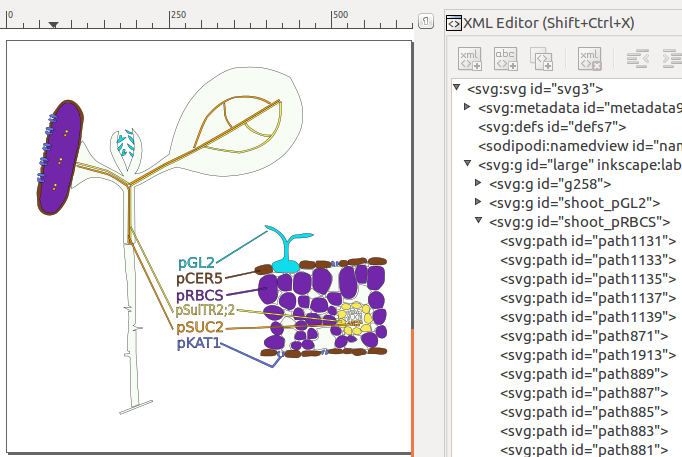 0
250
500
XML Editor (Shift+Ctrl+X)
<svg:svg id="svg3">
<svg:metadata id="metadata9
<svg:defs id="defs7">
<sodipodi:namedview id="nam
<svg:g id="large" inkscape:lab
<svg:g id="g258">
<svg:g id="shoot_pGL2">
<svg:g id="shoot_pRBCS">
<svg:path id="path1131">
<svg:path id="path1133">
<svg:path id="path1135">
<svg:path id="path1137">
<svg:path id="path1139">
<svg:path id="path871">
<svg:path id="path1913">
<svg:path id="path889">
<svg:path id="path887">
<svg:path id="path885">
<svg:path id="path883">
<svg:path id="path881">
pGL2
pCER5
pRBCS
pSulTR2;2
pSUC2
pKAT1